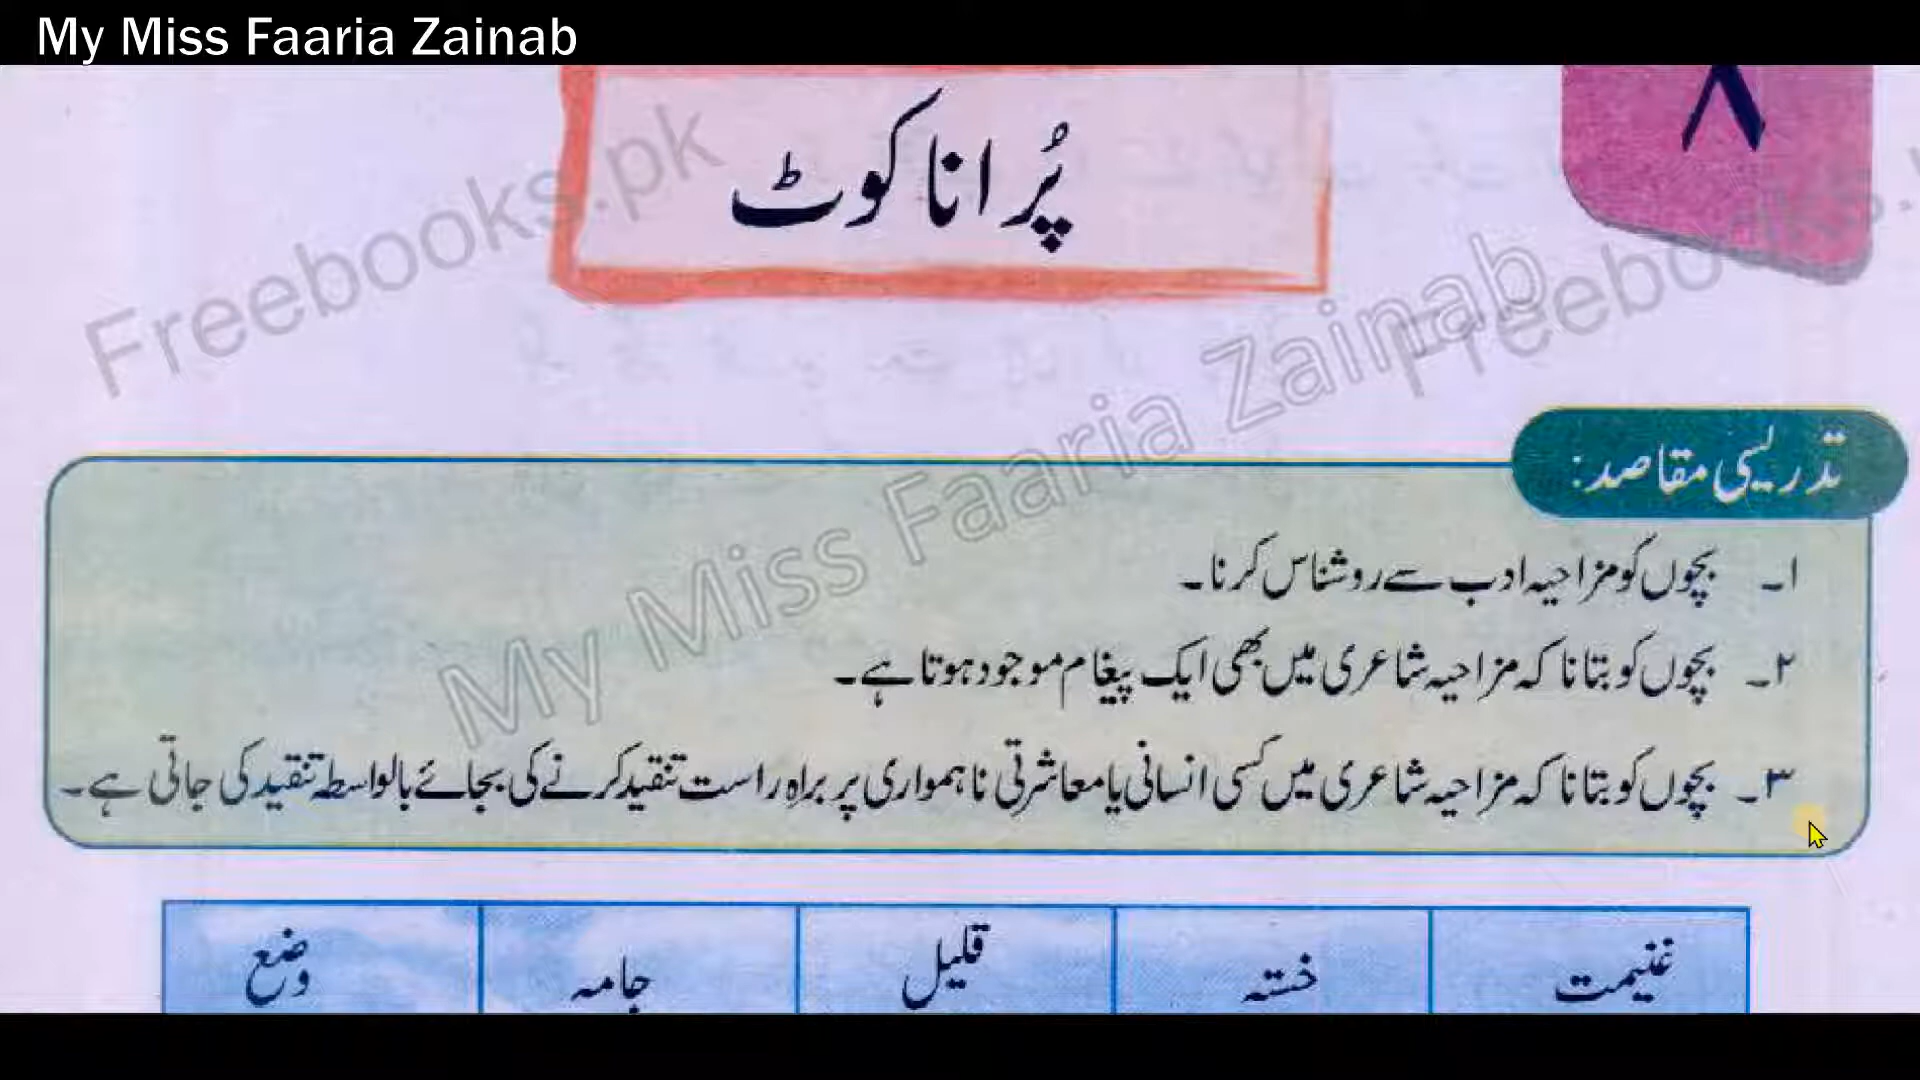 My Miss Faaria Zainab
۸
پُرانا کوٹ
Freebooks.pk
Freebooks.
My Miss Faaria Zainab
تدریسی مقاصد:
۱۔ بچوں کو مزاحیہ ادب سے روشناس کرنا۔
۲۔ بچوں کو بتانا کہ مزاحیہ شاعری میں بھی ایک پیغام موجود ہوتا ہے۔
۳۔ بچوں کو بتانا کہ مزاحیہ شاعری میں کسی انسانی یا معاشرتی ناہمواری پر براہِ راست تنقید کرنے کی بجائے بالواسطہ تنقید کی جاتی ہے۔
غنیمت خستہ قلیل جامہ وضع